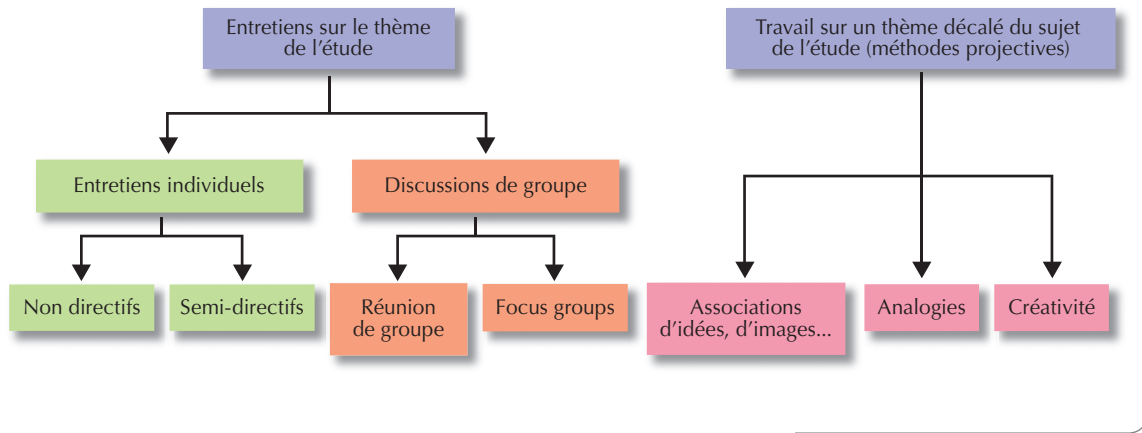 Entretiens sur le thème
de l’étude
Travail sur un thème décalé du sujet
de l’étude (méthodes projectives)
Entretiens individuels
Discussions de groupe
Non directifs
Semi-directifs
Réunion
de groupe
Focus groups
Associations
d’idées, d’images...
Analogies
Créativité